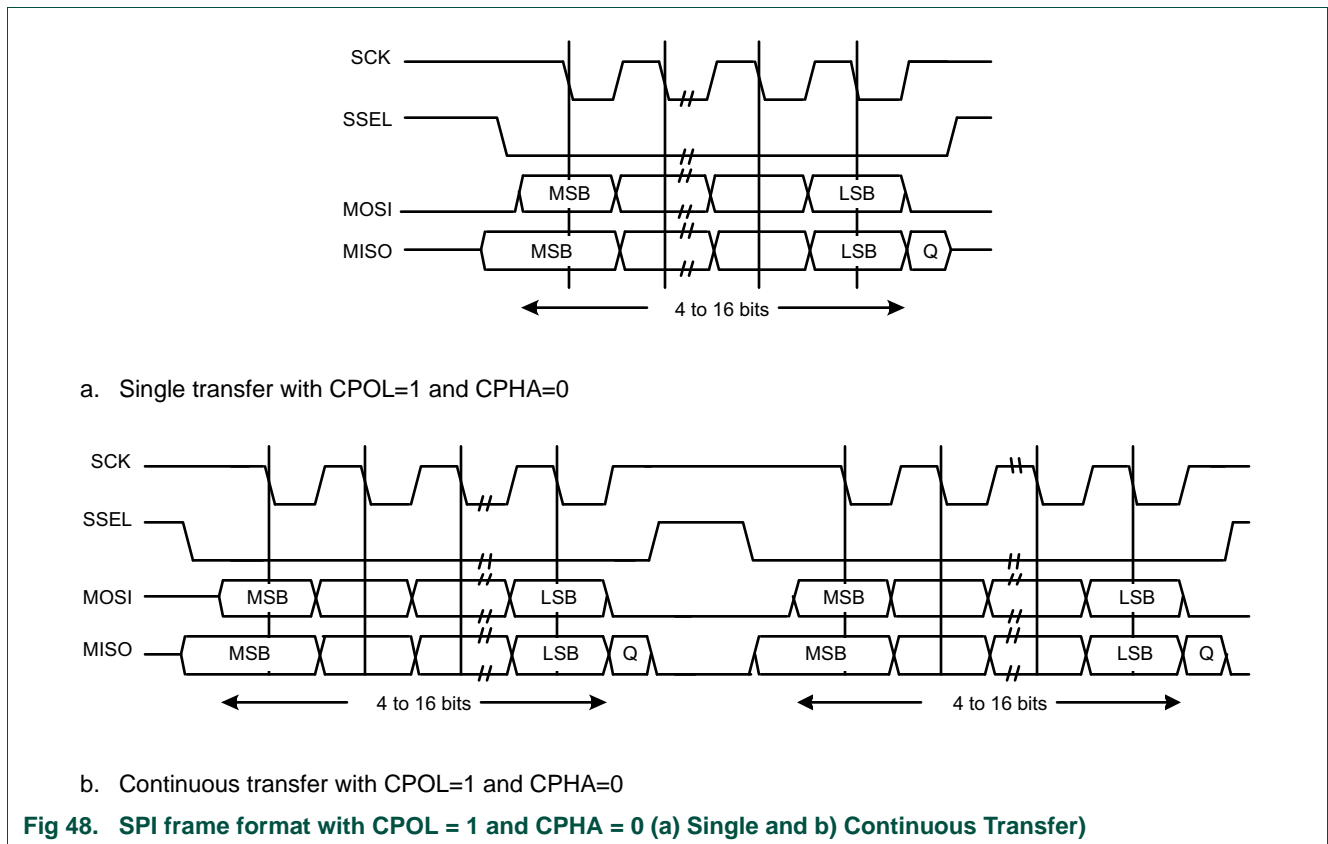 SCK
SSEL
MOSI MSB LSB
MISO MSB LSB Q
4 to 16 bits
a. Single transfer with CPOL=1 and CPHA=0
SCK
SSEL
MOSI MSB LSB MSB LSB
MISO MSB LSB Q MSB LSB Q
4 to 16 bits 4 to 16 bits
b. Continuous transfer with CPOL=1 and CPHA=0
Fig 48. SPI frame format with CPOL = 1 and CPHA = 0 (a) Single and b) Continuous Transfer)